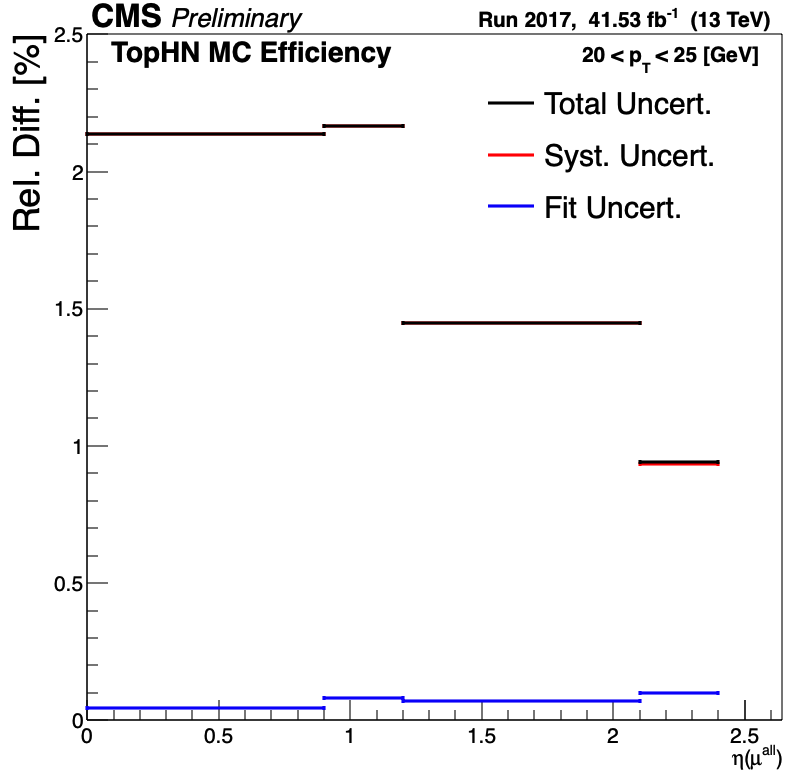 CMS Preliminary
Run 2017, 41.53 fb⁻¹ (13 TeV)
TopHN MC Efficiency
20 < p_T < 25 [GeV]
Rel. Diff. [%]
Total Uncert.
Syst. Uncert.
Fit Uncert.
2.5
2
1.5
1
0.5
0
0 0.5 1 1.5 2 2.5
η(μ^all)